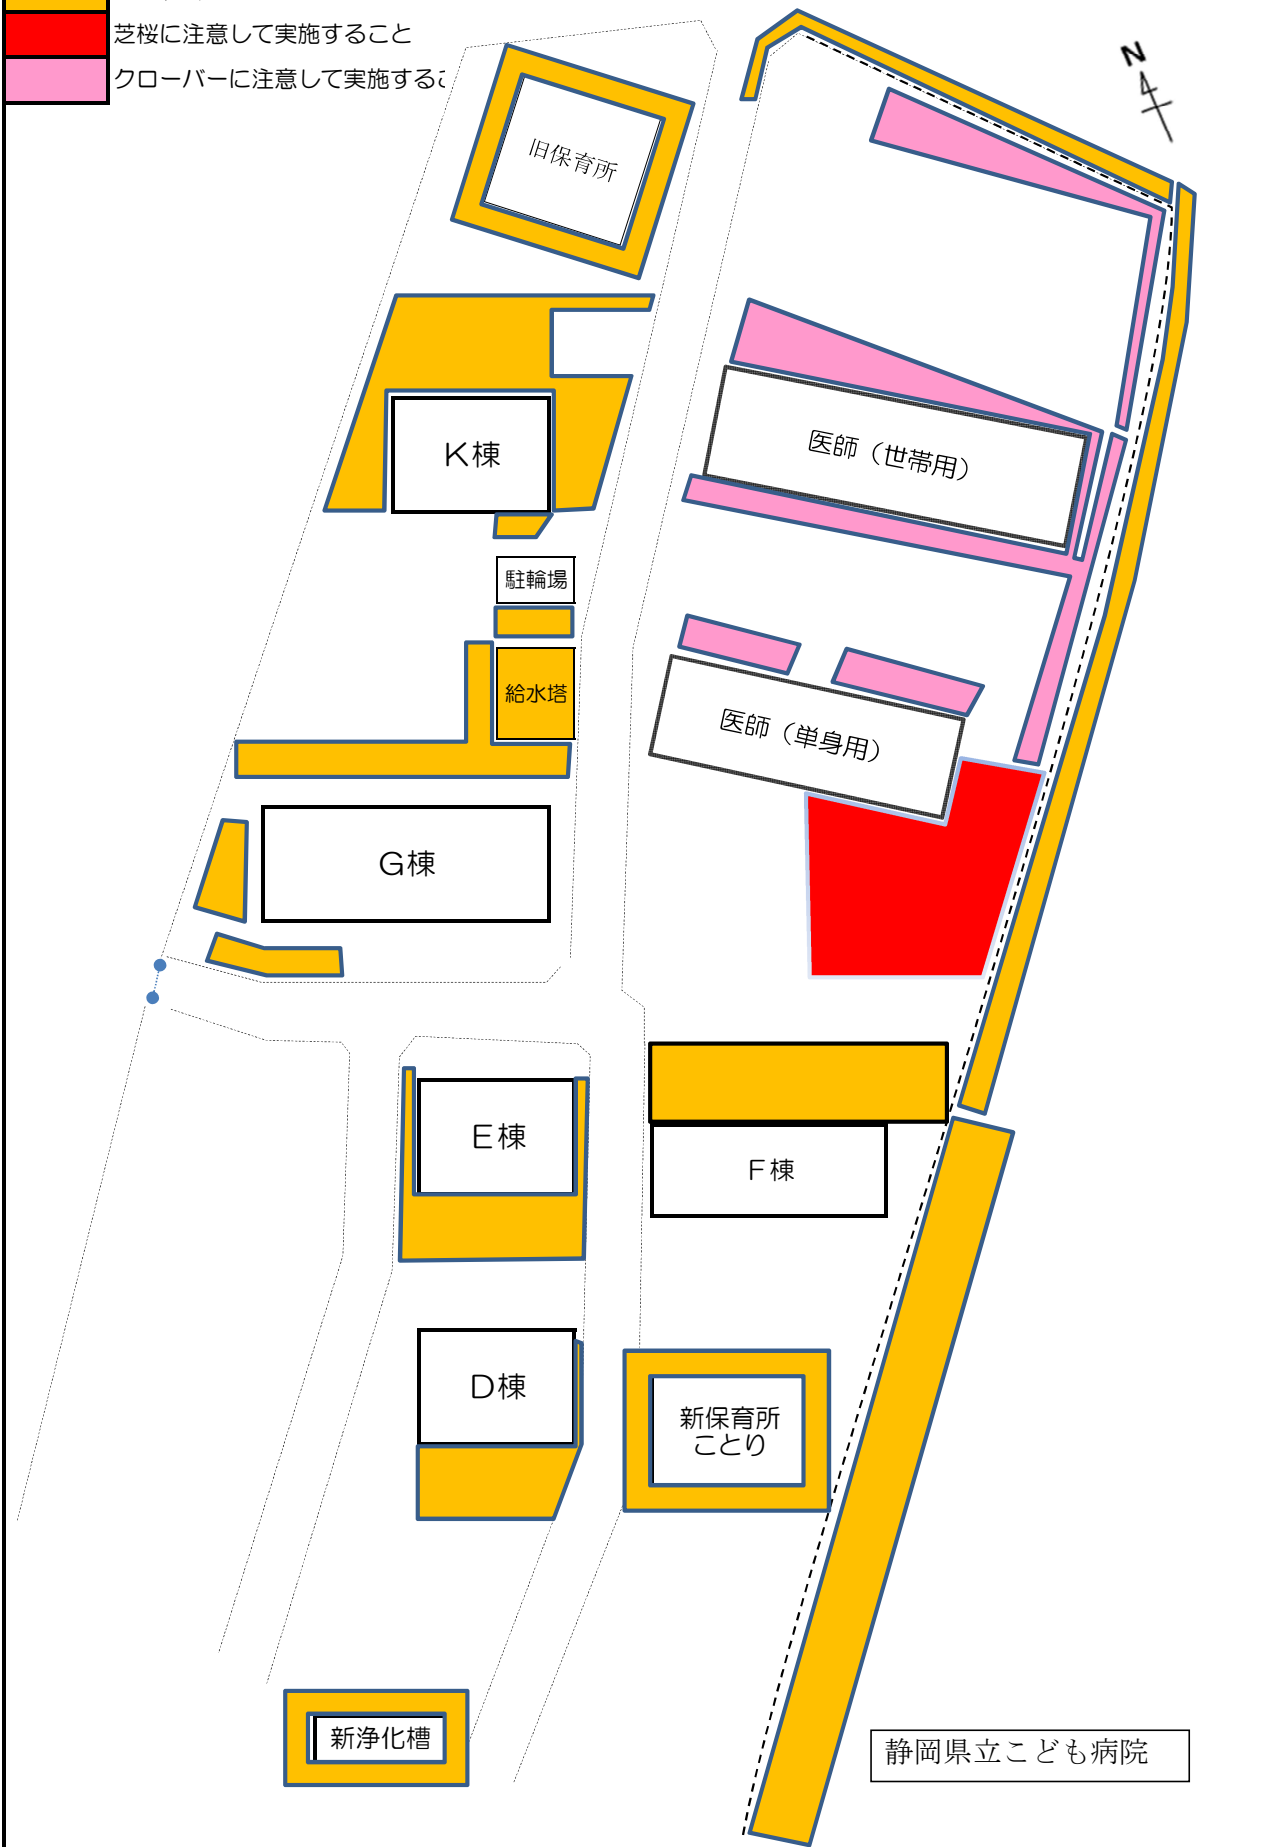 芝桜に注意して実施すること
クローバーに注意して実施する
N
旧保育所
K棟
医師（世帯用）
駐輪場
給水塔
医師（単身用）
G棟
E棟
F棟
D棟
新保育所
ことり
新浄化槽
静岡県立こども病院